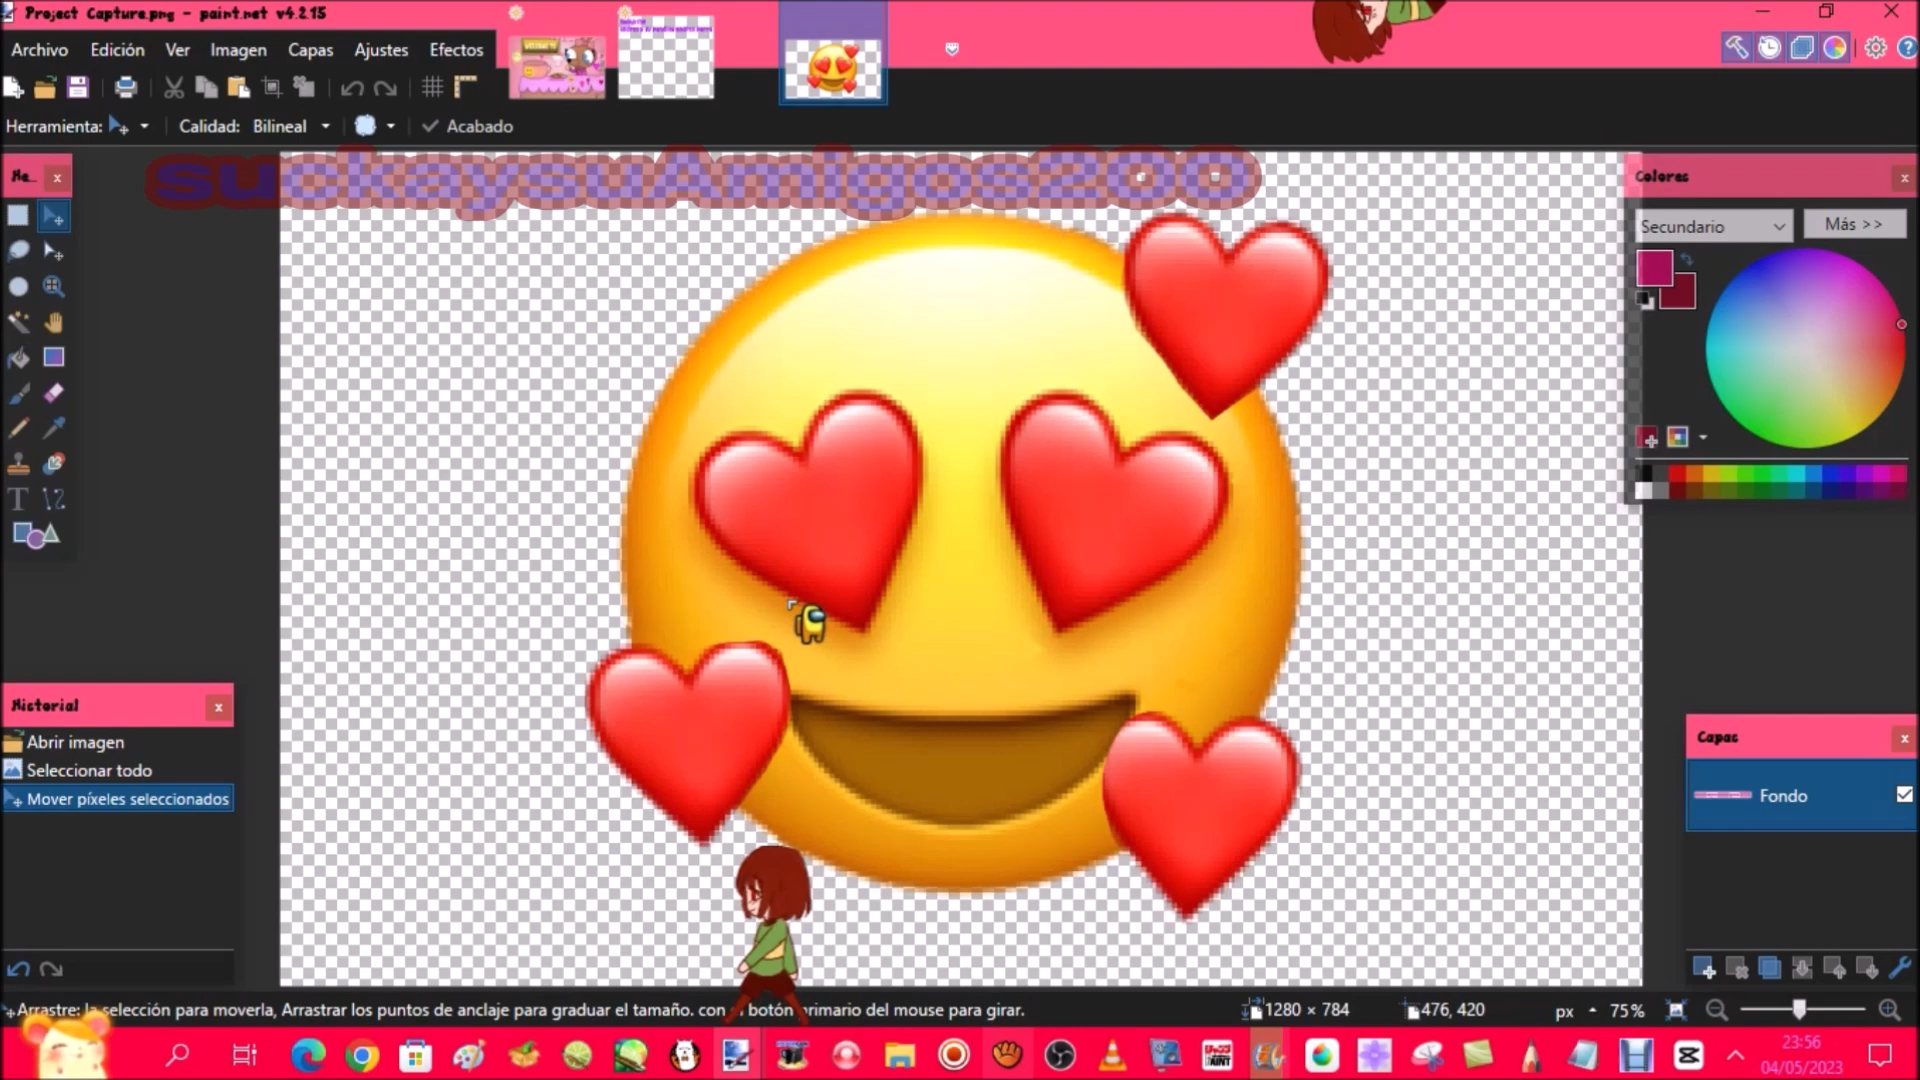 Project Capture.png - paint.net v4.2.15
Archivo Edición Ver Imagen Capas Ajustes Efectos
Herramienta: Calidad: Bilineal Acabado
suckaysuAmigos200
He... x
Colores x
Secundario Más >>
Historial x
Abrir imagen
Seleccionar todo
Mover píxeles seleccionados
Capas x
Fondo
Arrastre: la selección para moverla, Arrastrar los puntos de anclaje para graduar el tamaño. con botón primario del mouse para girar.
1280 × 784 476, 420 px 75%
23:56
04/05/2023